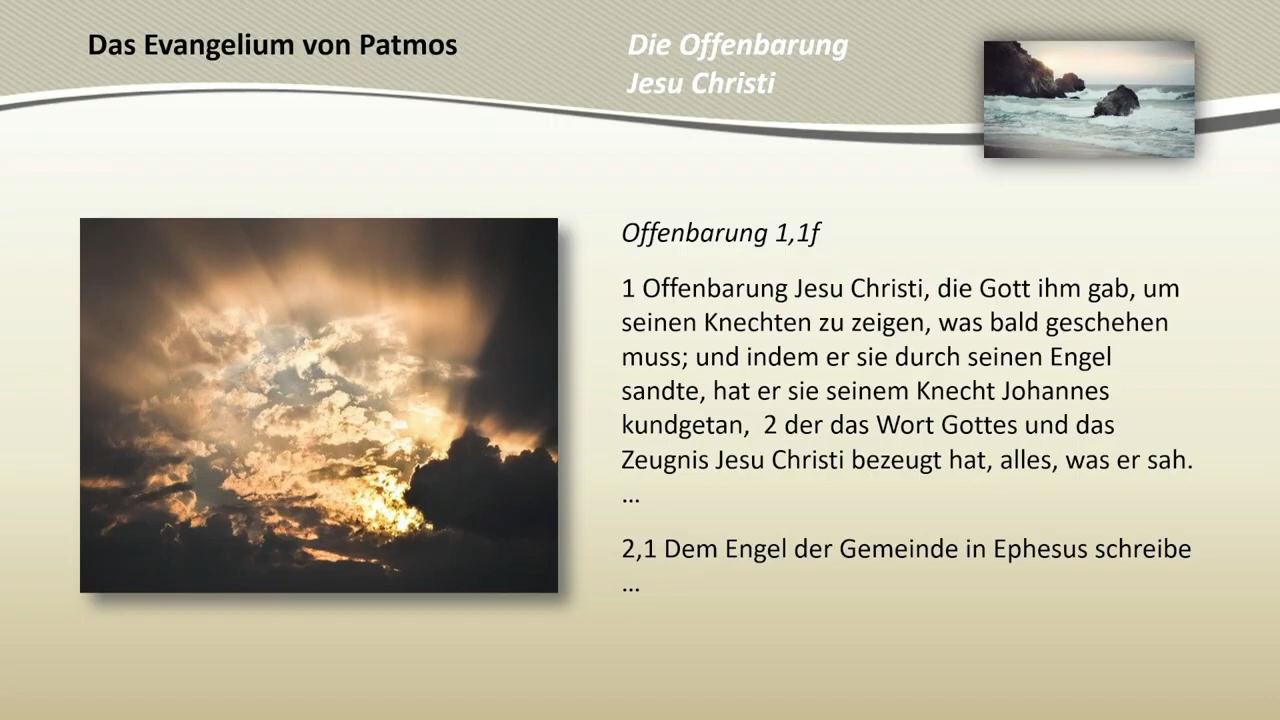 Das Evangelium von Patmos
Die Offenbarung
Jesu Christi
Offenbarung 1,1f
1 Offenbarung Jesu Christi, die Gott ihm gab, um
seinen Knechten zu zeigen, was bald geschehen
muss; und indem er sie durch seinen Engel
sandte, hat er sie seinem Knecht Johannes
kundgetan,  2 der das Wort Gottes und das
Zeugnis Jesu Christi bezeugt hat, alles, was er sah.
...
2,1 Dem Engel der Gemeinde in Ephesus schreibe
...